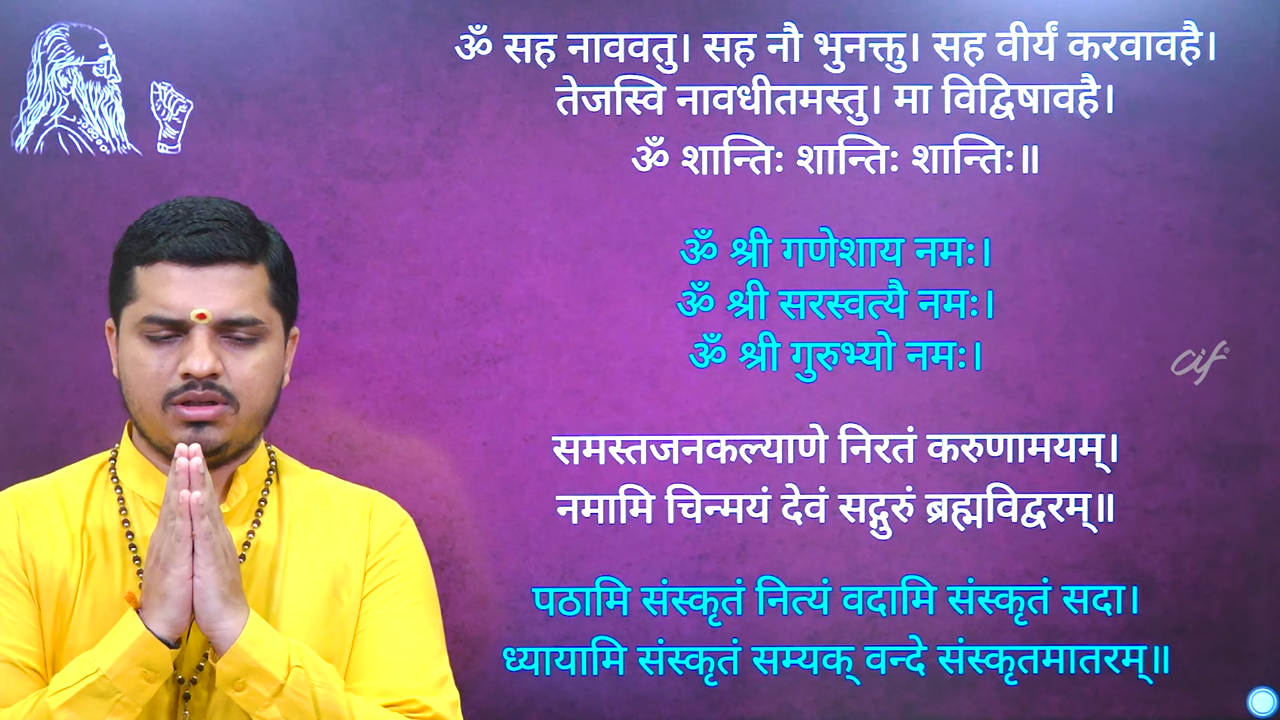 ॐ सह नाववतु। सह नौ भुनक्तु। सह वीर्यं करवावहै।
तेजस्वि नावधीतमस्तु। मा विद्विषावहै।
ॐ शान्तिः शान्तिः शान्तिः॥
ॐ श्री गणेशाय नमः।
ॐ श्री सरस्वत्यै नमः।
ॐ श्री गुरुभ्यो नमः।
cif
समस्तजनकल्याणे निरतं करुणामयम्।
नमामि चिन्मयं देवं सद्गुरुं ब्रह्मविद्वरम्॥
पठामि संस्कृतं नित्यं वदामि संस्कृतं सदा।
ध्यायामि संस्कृतं सम्यक् वन्दे संस्कृतमातरम्॥